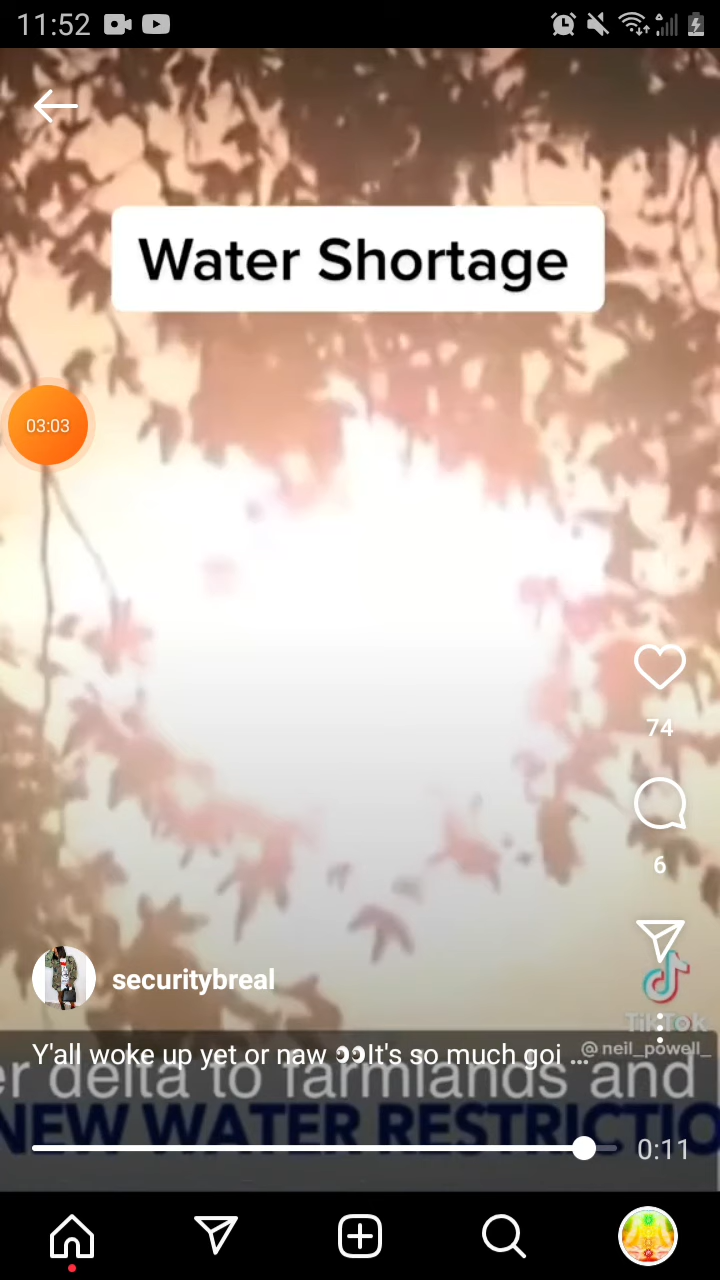 11:52
Water Shortage
03:03
74
6
securitybreal
TikTok
Y'all woke up yet or naw 👀It's so much goi ...
@neil_powell_
er delta to farmlands and
NEW WATER RESTRICTIO
0:11